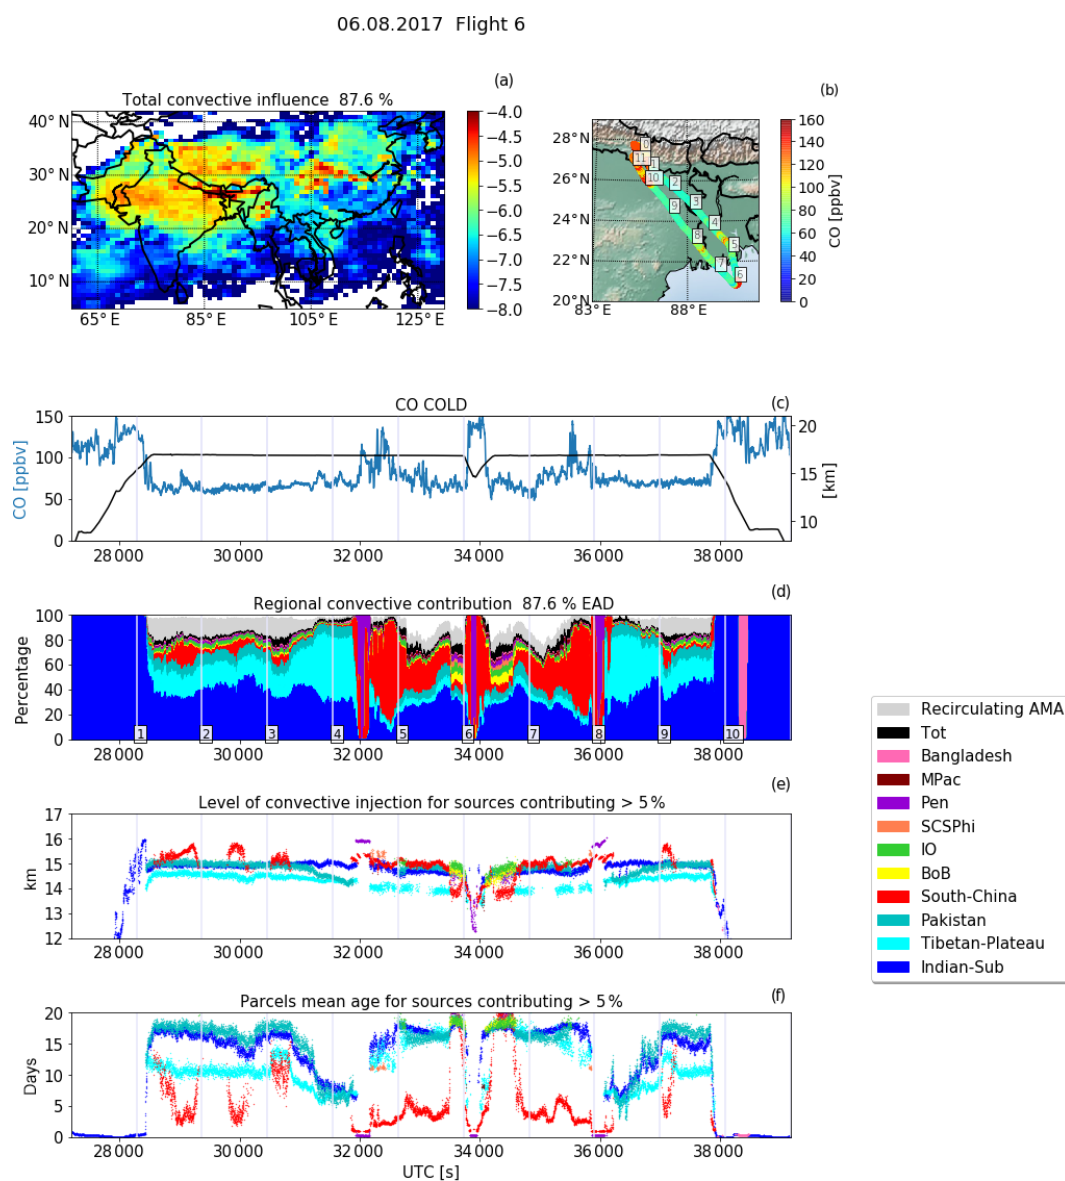 06.08.2017 Flight 6
(a)
Total convective influence 87.6 %
40° N
30° N
20° N
10° N
65° E 85° E 105° E 125° E
−4.0
−4.5
−5.0
−5.5
−6.0
−6.5
−7.0
−7.5
−8.0
(b)
28° N
26° N
24° N
22° N
20° N
83° E 88° E
0
11
1
10
2
3
9
4
8
5
7
6
160
140
120
100
80
60
40
20
0
CO [ppbv]
(c)
CO COLD
CO [ppbv]
150
100
50
0
20
15
10
[km]
28 000 30 000 32 000 34 000 36 000 38 000
(d)
Regional convective contribution 87.6 % EAD
Percentage
100
80
60
40
20
0
1 2 3 4 5 6 7 8 9 10
28 000 30 000 32 000 34 000 36 000 38 000
(e)
Level of convective injection for sources contributing > 5 %
km
17
16
15
14
13
12
28 000 30 000 32 000 34 000 36 000 38 000
(f)
Parcels mean age for sources contributing > 5 %
Days
20
15
10
5
0
28 000 30 000 32 000 34 000 36 000 38 000
UTC [s]
Recirculating AMA
Tot
Bangladesh
MPac
Pen
SCSPhi
IO
BoB
South-China
Pakistan
Tibetan-Plateau
Indian-Sub